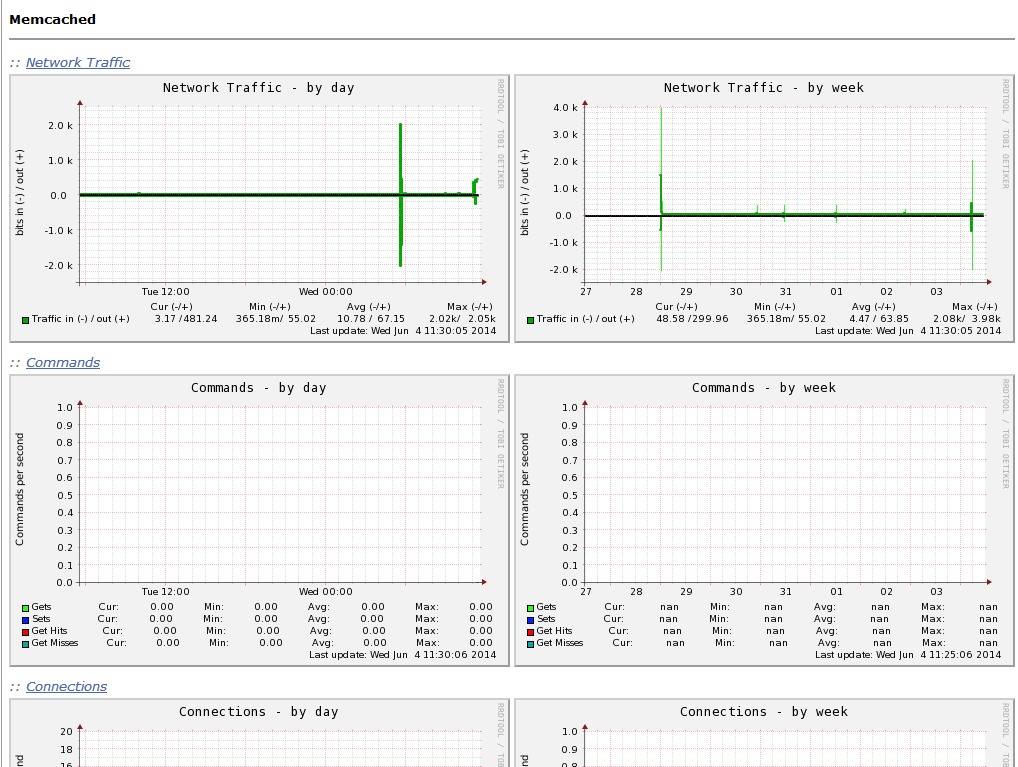 Memcached
:: Network Traffic
Network Traffic - by day
RRDTOOL / TOBI OETIKER
bits in (-) / out (+)
2.0 k
1.0 k
0.0
-1.0 k
-2.0 k
Tue 12:00 Wed 00:00
Cur (-/+) Min (-/+) Avg (-/+) Max (-/+)
Traffic in (-) / out (+) 3.17 /481.24 365.18m/ 55.02 10.78 / 67.15 2.02k/ 2.05k
Last update: Wed Jun 4 11:30:05 2014
Network Traffic - by week
RRDTOOL / TOBI OETIKER
bits in (-) / out (+)
4.0 k
3.0 k
2.0 k
1.0 k
0.0
-1.0 k
-2.0 k
27 28 29 30 31 01 02 03
Cur (-/+) Min (-/+) Avg (-/+) Max (-/+)
Traffic in (-) / out (+) 48.58 /299.96 365.18m/ 55.02 4.47 / 63.85 2.08k/ 3.98k
Last update: Wed Jun 4 11:30:05 2014
:: Commands
Commands - by day
RRDTOOL / TOBI OETIKER
Commands per second
1.0
0.9
0.8
0.7
0.6
0.5
0.4
0.3
0.2
0.1
0.0
Tue 12:00 Wed 00:00
Gets Cur: 0.00 Min: 0.00 Avg: 0.00 Max: 0.00
Sets Cur: 0.00 Min: 0.00 Avg: 0.00 Max: 0.00
Get Hits Cur: 0.00 Min: 0.00 Avg: 0.00 Max: 0.00
Get Misses Cur: 0.00 Min: 0.00 Avg: 0.00 Max: 0.00
Last update: Wed Jun 4 11:30:06 2014
Commands - by week
RRDTOOL / TOBI OETIKER
Commands per second
1.0
0.9
0.8
0.7
0.6
0.5
0.4
0.3
0.2
0.1
0.0
27 28 29 30 31 01 02 03
Gets Cur: nan Min: nan Avg: nan Max: nan
Sets Cur: nan Min: nan Avg: nan Max: nan
Get Hits Cur: nan Min: nan Avg: nan Max: nan
Get Misses Cur: nan Min: nan Avg: nan Max: nan
Last update: Wed Jun 4 11:25:06 2014
:: Connections
Connections - by day
RRDTOOL / TOB
nd
20
18
16
Connections - by week
RRDTOOL / TOB
nd
1.0
0.9
0.8